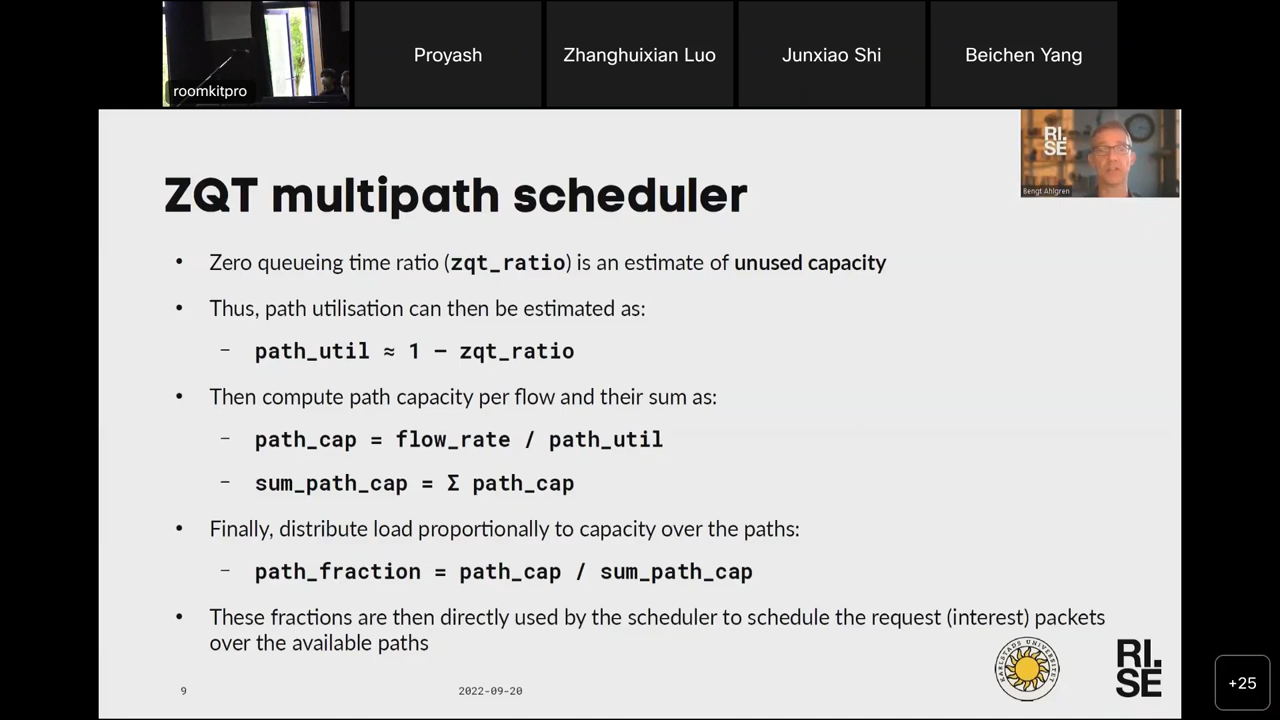 roomkitpro
Proyash
Zhanghuixian Luo
Junxiao Shi
Beichen Yang
RI.
SE
Bengt Ahlgren
ZQT multipath scheduler
• Zero queueing time ratio (zqt_ratio) is an estimate of unused capacity
• Thus, path utilisation can then be estimated as:
– path_util ≈ 1 – zqt_ratio
• Then compute path capacity per flow and their sum as:
– path_cap = flow_rate / path_util
– sum_path_cap = Σ path_cap
• Finally, distribute load proportionally to capacity over the paths:
– path_fraction = path_cap / sum_path_cap
• These fractions are then directly used by the scheduler to schedule the request (interest) packets
over the available paths
9
2022-09-20
KARLSTADS UNIVERSITET
RI.
SE
+25